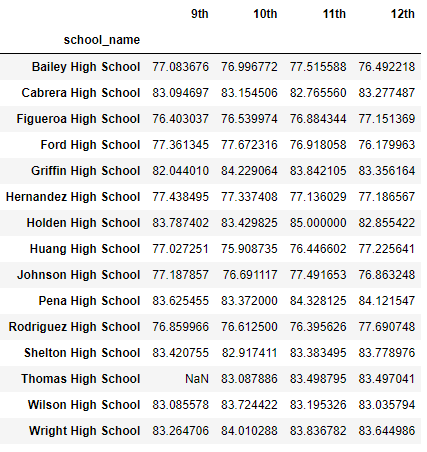 9th 10th 11th 12th
school_name
Bailey High School 77.083676 76.996772 77.515588 76.492218
Cabrera High School 83.094697 83.154506 82.765560 83.277487
Figueroa High School 76.403037 76.539974 76.884344 77.151369
Ford High School 77.361345 77.672316 76.918058 76.179963
Griffin High School 82.044010 84.229064 83.842105 83.356164
Hernandez High School 77.438495 77.337408 77.136029 77.186567
Holden High School 83.787402 83.429825 85.000000 82.855422
Huang High School 77.027251 75.908735 76.446602 77.225641
Johnson High School 77.187857 76.691117 77.491653 76.863248
Pena High School 83.625455 83.372000 84.328125 84.121547
Rodriguez High School 76.859966 76.612500 76.395626 77.690748
Shelton High School 83.420755 82.917411 83.383495 83.778976
Thomas High School NaN 83.087886 83.498795 83.497041
Wilson High School 83.085578 83.724422 83.195326 83.035794
Wright High School 83.264706 84.010288 83.836782 83.644986